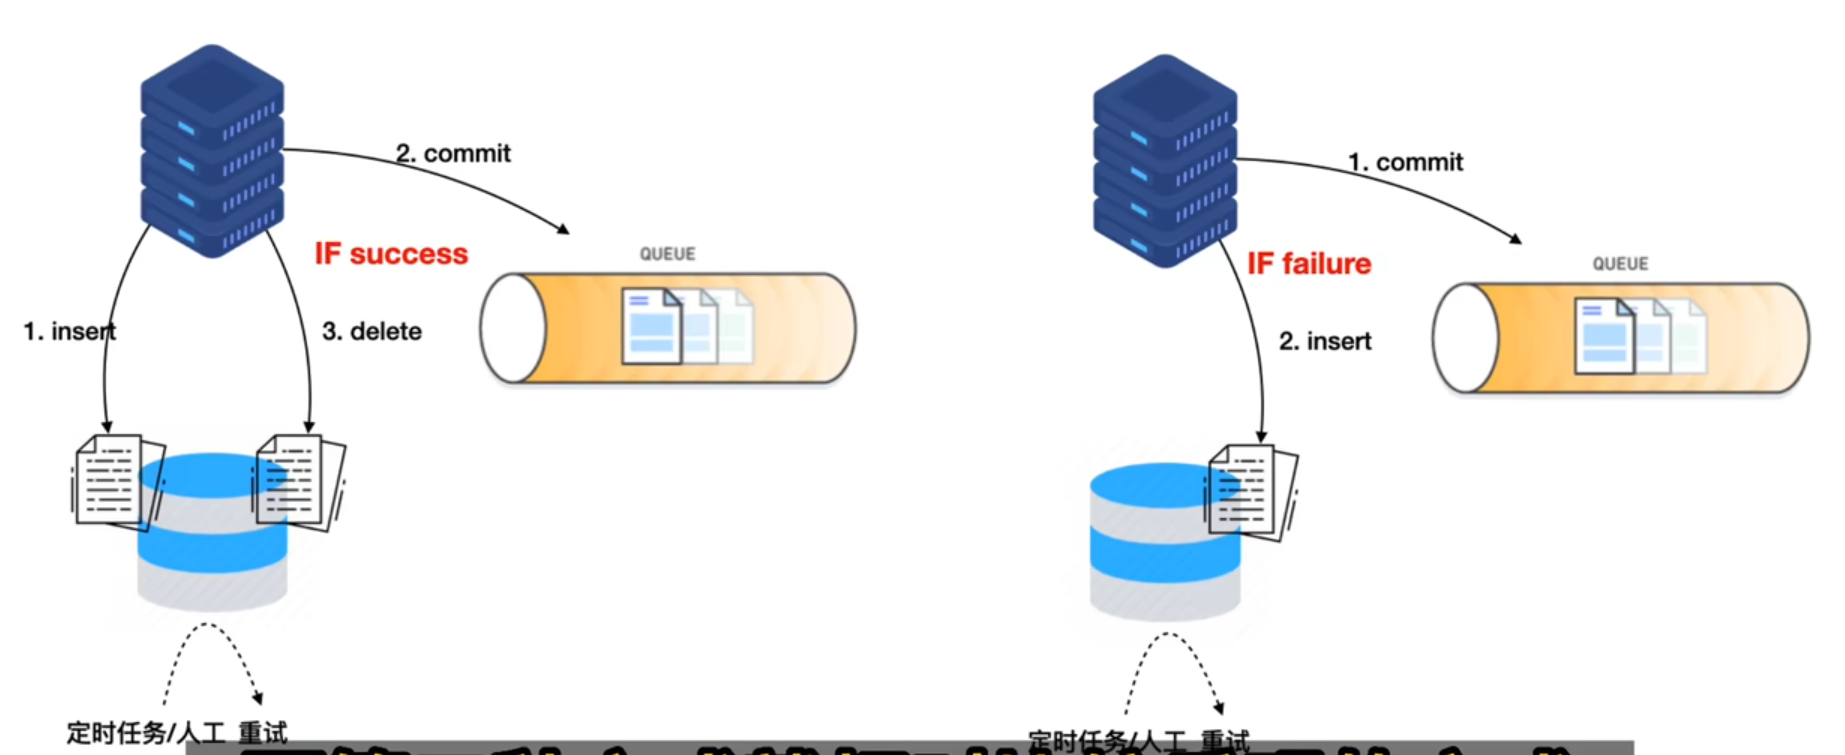 2. commit
IF success
QUEUE
1. insert
3. delete
定时任务/人工 重试
1. commit
IF failure
QUEUE
2. insert
定时任务/人工 重试